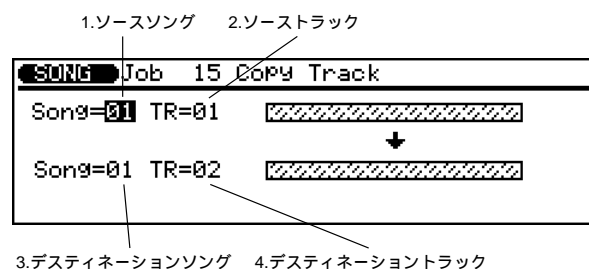 1.ソースソング 2.ソーストラック
SONG Job 15 Copy Track
Song=01 TR=01
Song=01 TR=02
3.デスティネーションソング 4.デスティネーショントラック